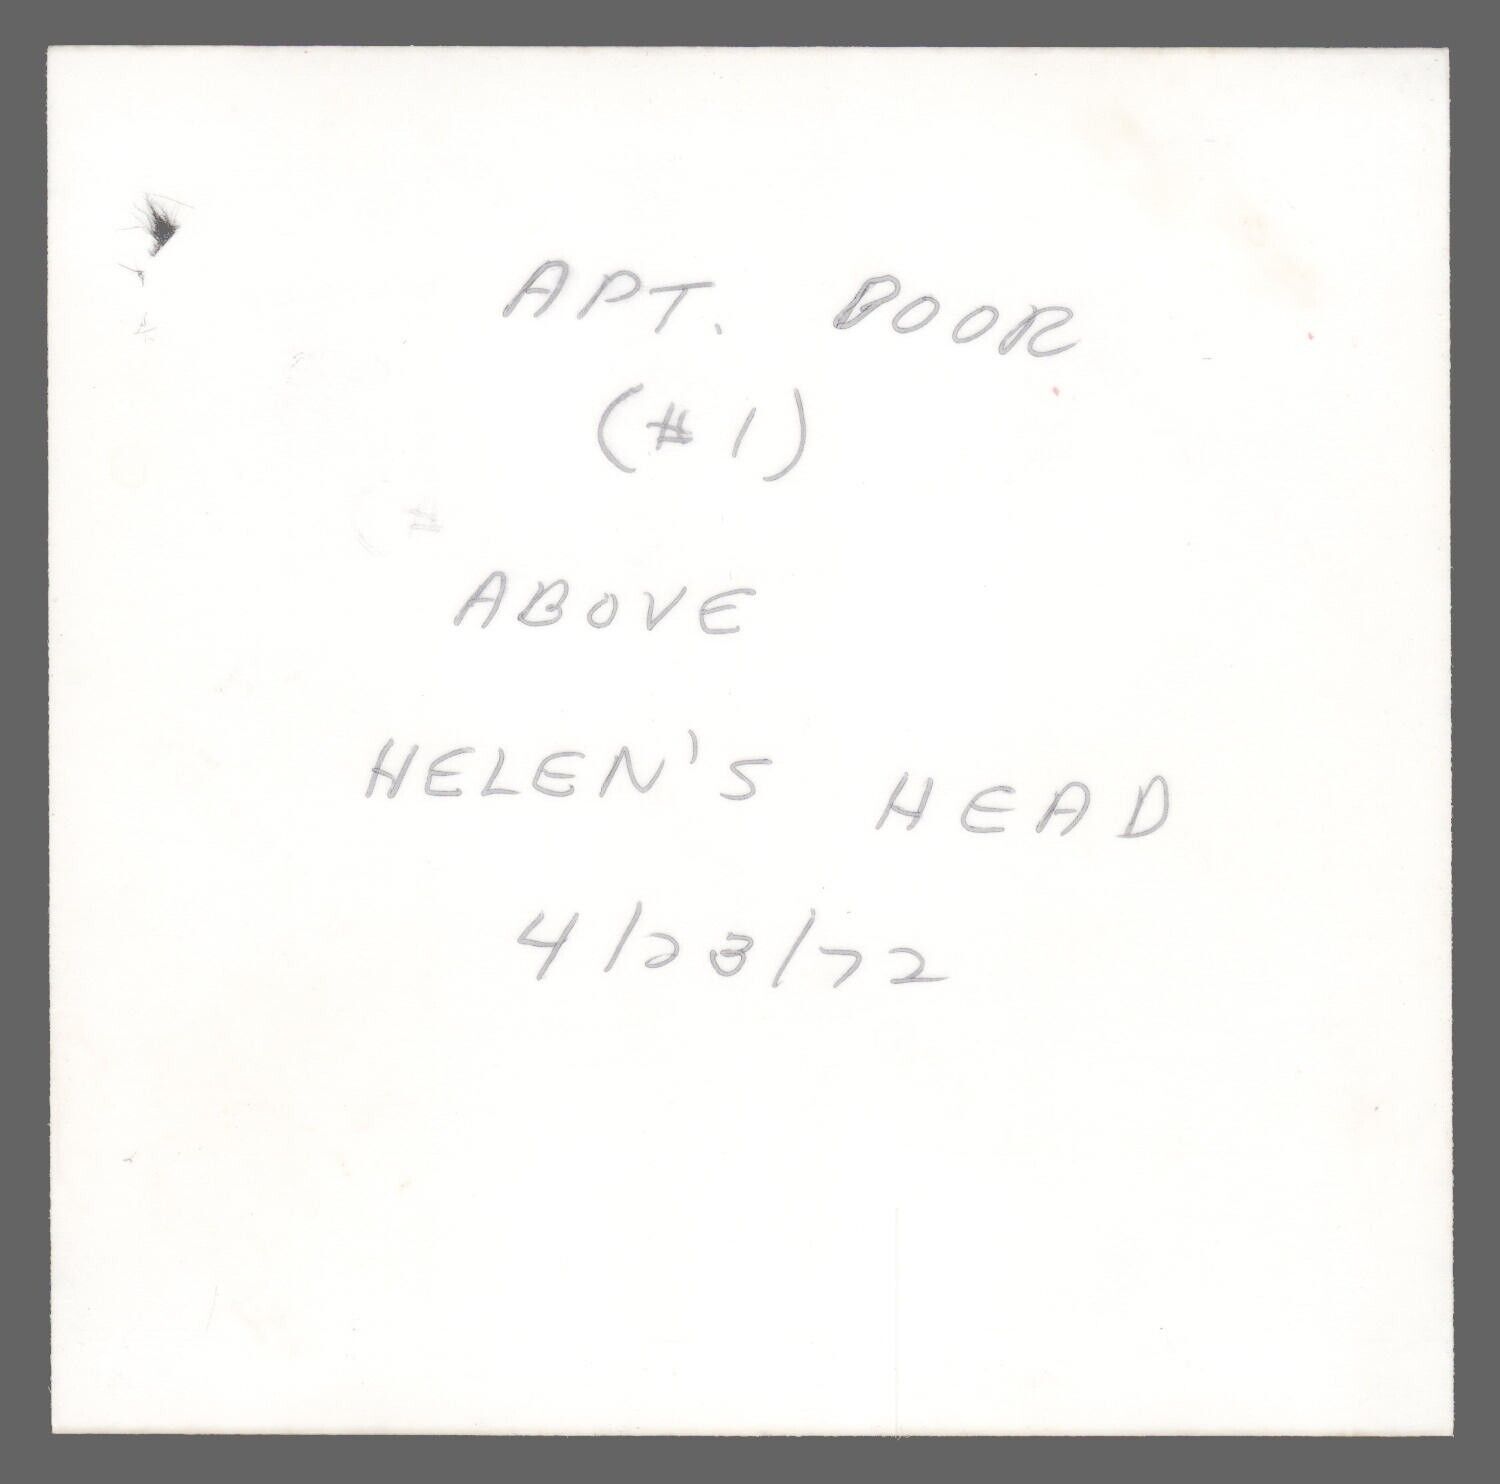 APT. DOOR
(#1)
ABOVE
HELEN'S HEAD
4/23/72